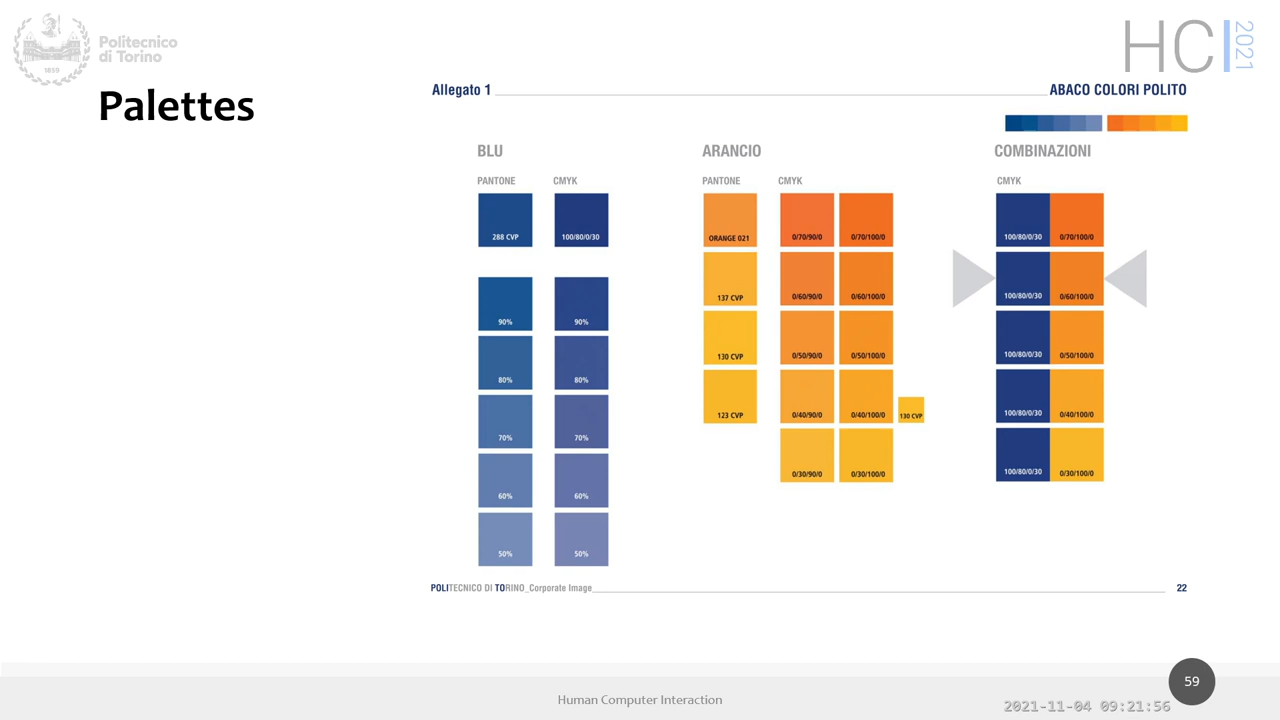 Politecnico
di Torino
1859
HCI
2021
Palettes
Allegato 1
ABACO COLORI POLITO
BLU
ARANCIO
COMBINAZIONI
PANTONE
CMYK
PANTONE
CMYK
CMYK
288 CVP
100/80/0/30
ORANGE 021
0/70/90/0
0/70/100/0
100/80/0/30
0/70/100/0
137 CVP
0/60/90/0
0/60/100/0
100/80/0/30
0/60/100/0
90%
90%
130 CVP
0/50/90/0
0/50/100/0
100/80/0/30
0/50/100/0
80%
80%
123 CVP
0/40/90/0
0/40/100/0
130 CVP
100/80/0/30
0/40/100/0
70%
70%
0/30/90/0
0/30/100/0
100/80/0/30
0/30/100/0
60%
60%
50%
50%
POLITECNICO DI TORINO_Corporate Image
22
59
Human Computer Interaction
2021-11-04 09:21:56